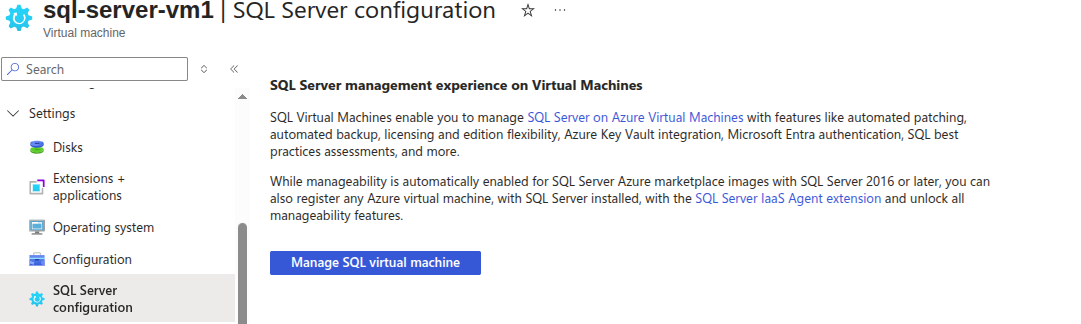 sql-server-vm1 | SQL Server configuration
Virtual machine
Search
Settings
Disks
Extensions +
applications
Operating system
Configuration
SQL Server
configuration
SQL Server management experience on Virtual Machines
SQL Virtual Machines enable you to manage SQL Server on Azure Virtual Machines with features like automated patching,
automated backup, licensing and edition flexibility, Azure Key Vault integration, Microsoft Entra authentication, SQL best
practices assessments, and more.
While manageability is automatically enabled for SQL Server Azure marketplace images with SQL Server 2016 or later, you can
also register any Azure virtual machine, with SQL Server installed, with the SQL Server IaaS Agent extension and unlock all
manageability features.
Manage SQL virtual machine